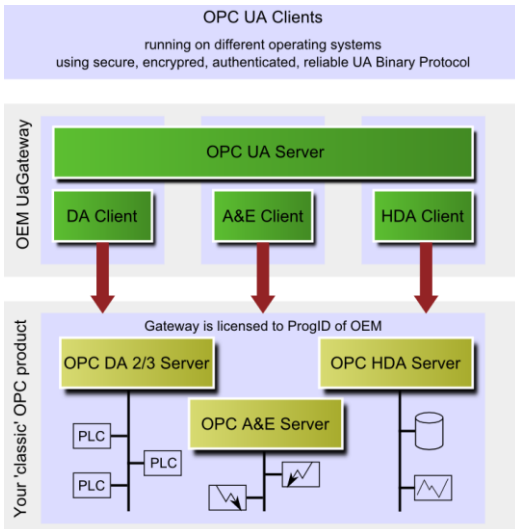 OPC UA Clients
running on different operating systems
using secure, encrypred, authenticated, reliable UA Binary Protocol
OEM UaGateway
OPC UA Server
DA Client
A&E Client
HDA Client
Your 'classic' OPC product
Gateway is licensed to ProgID of OEM
OPC DA 2/3 Server
OPC HDA Server
OPC A&E Server
PLC
PLC
PLC